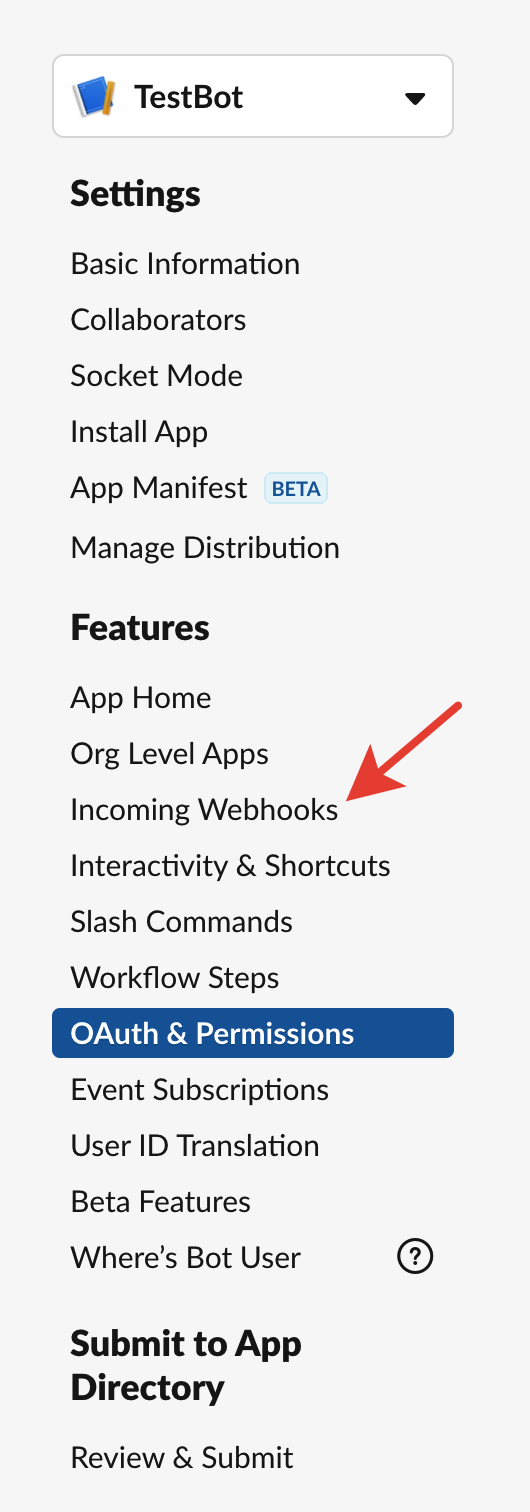 TestBot
Settings
Basic Information
Collaborators
Socket Mode
Install App
App Manifest BETA
Manage Distribution
Features
App Home
Org Level Apps
Incoming Webhooks
Interactivity & Shortcuts
Slash Commands
Workflow Steps
OAuth & Permissions
Event Subscriptions
User ID Translation
Beta Features
Where’s Bot User ?
Submit to App
Directory
Review & Submit